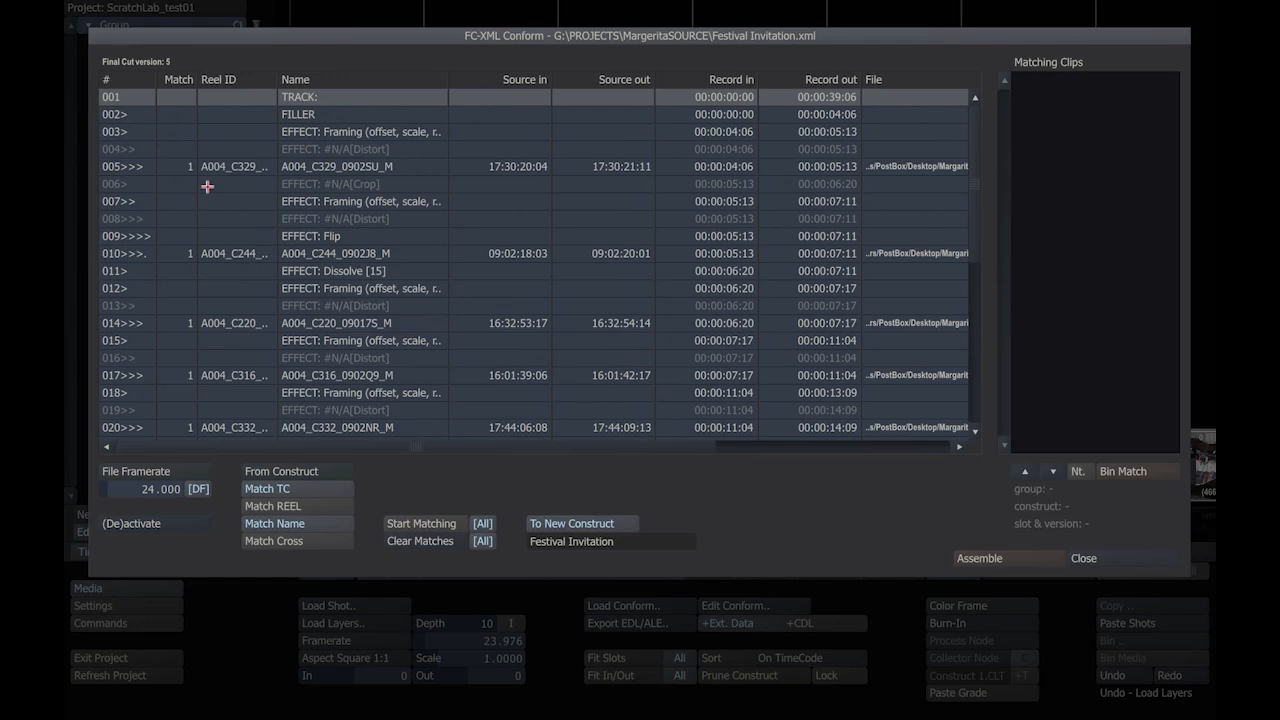 Project: ScratchLab_test01
Group
FC-XML Conform - G:\PROJECTS\MargeritaSOURCE\Festival Invitation.xml
Final Cut version: 5
Matching Clips
# Match Reel ID Name Source in Source out Record in Record out File
001 TRACK: 00:00:00:00 00:00:39:06
002> FILLER 00:00:00:00 00:00:04:06
003> EFFECT: Framing (offset, scale, r.. 00:00:04:06 00:00:05:13
004>> EFFECT: #N/A[Distort] 00:00:04:06 00:00:05:13
005>>> 1 A004_C329_.. A004_C329_0902SU_M 17:30:20:04 17:30:21:11 00:00:04:06 00:00:05:13 ..s/PostBox/Desktop/Margarit
006> EFFECT: #N/A[Crop] 00:00:05:13 00:00:06:20
007>> EFFECT: Framing (offset, scale, r.. 00:00:05:13 00:00:07:11
008>>> EFFECT: #N/A[Distort] 00:00:05:13 00:00:07:11
009>>>> EFFECT: Flip 00:00:05:13 00:00:07:11
010>>>. 1 A004_C244_.. A004_C244_0902J8_M 09:02:18:03 09:02:20:01 00:00:05:13 00:00:07:11 ..rs/PostBox/Desktop/Margarit
011> EFFECT: Dissolve [15] 00:00:06:20 00:00:07:11
012> EFFECT: Framing (offset, scale, r.. 00:00:06:20 00:00:07:17
013>> EFFECT: #N/A[Distort] 00:00:06:20 00:00:07:17
014>>> 1 A004_C220_.. A004_C220_09017S_M 16:32:53:17 16:32:54:14 00:00:06:20 00:00:07:17 ..s/PostBox/Desktop/Margarit
015> EFFECT: Framing (offset, scale, r.. 00:00:07:17 00:00:11:04
016>> EFFECT: #N/A[Distort] 00:00:07:17 00:00:11:04
017>>> 1 A004_C316_.. A004_C316_0902Q9_M 16:01:39:06 16:01:42:17 00:00:07:17 00:00:11:04 ..s/PostBox/Desktop/Margarit
018> EFFECT: Framing (offset, scale, r.. 00:00:11:04 00:00:13:09
019>> EFFECT: #N/A[Distort] 00:00:11:04 00:00:14:09
020>>> 1 A004_C332_.. A004_C332_0902NR_M 17:44:06:08 17:44:09:13 00:00:11:04 00:00:14:09 ..s/PostBox/Desktop/Margarit
File Framerate From Construct Nt. Bin Match
24.000 [DF] Match TC group: -
Match REEL construct: -
(De)activate Match Name Start Matching [All] To New Construct slot & version: -
Match Cross Clear Matches [All] Festival Invitation
Assemble Close
Media
Settings Load Shot.. Load Conform.. Edit Conform.. Color Frame Copy ..
Commands Load Layers.. Depth 10 I Export EDL/ALE.. +Ext. Data +CDL Burn-In Paste Shots
Framerate 23.976 Process Node Bin ..
Exit Project Aspect Square 1:1 Scale 1.0000 Fit Slots All Sort On TimeCode Collector Node Bin Media
Refresh Project In 0 Out 0 Fit In/Out All Prune Construct Lock Construct 1.CLT +T Undo Redo
Paste Grade Undo - Load Layers